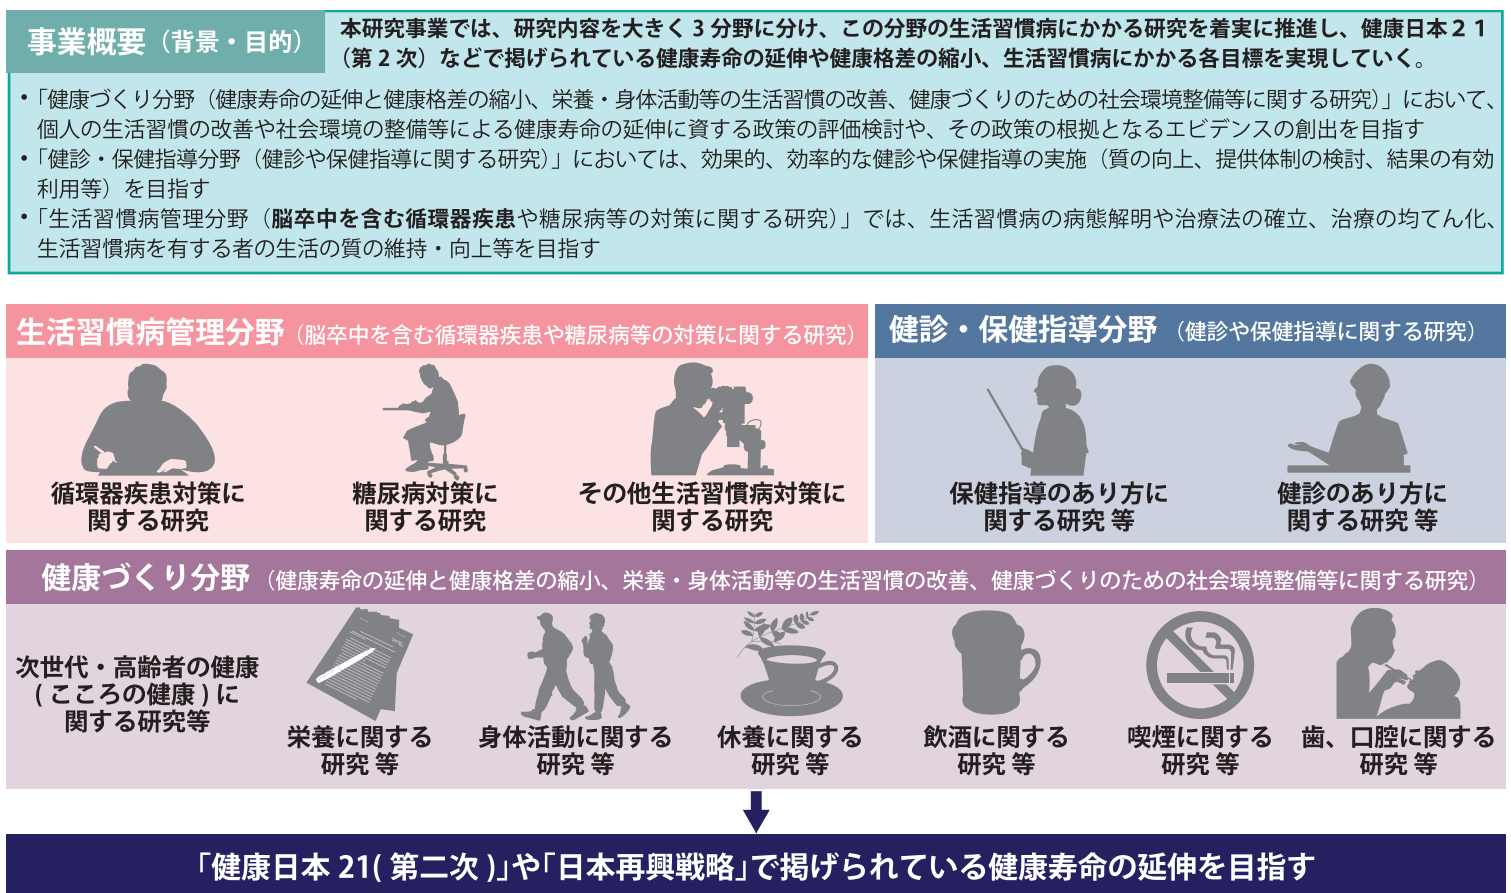 事業概要（背景・目的）
本研究事業では、研究内容を大きく 3 分野に分け、この分野の生活習慣病にかかる研究を着実に推進し、健康日本２１
（第 2 次）などで掲げられている健康寿命の延伸や健康格差の縮小、生活習慣病にかかる各目標を実現していく。
・「健康づくり分野（健康寿命の延伸と健康格差の縮小、栄養・身体活動等の生活習慣の改善、健康づくりのための社会環境整備等に関する研究）」において、
個人の生活習慣の改善や社会環境の整備等による健康寿命の延伸に資する政策の評価検討や、その政策の根拠となるエビデンスの創出を目指す
・「健診・保健指導分野（健診や保健指導に関する研究）」においては、効果的、効率的な健診や保健指導の実施（質の向上、提供体制の検討、結果の有効
利用等）を目指す
・「生活習慣病管理分野（脳卒中を含む循環器疾患や糖尿病等の対策に関する研究）」では、生活習慣病の病態解明や治療法の確立、治療の均てん化、
生活習慣病を有する者の生活の質の維持・向上等を目指す
生活習慣病管理分野（脳卒中を含む循環器疾患や糖尿病等の対策に関する研究）
循環器疾患対策に
関する研究
糖尿病対策に
関する研究
その他生活習慣病対策に
関する研究
健診・保健指導分野（健診や保健指導に関する研究）
保健指導のあり方に
関する研究 等
健診のあり方に
関する研究 等
健康づくり分野（健康寿命の延伸と健康格差の縮小、栄養・身体活動等の生活習慣の改善、健康づくりのための社会環境整備等に関する研究）
次世代・高齢者の健康
( こころの健康 ) に
関する研究等
栄養に関する
研究 等
身体活動に関する
研究 等
休養に関する
研究 等
飲酒に関する
研究 等
喫煙に関する
研究 等
歯、口腔に関する
研究 等
「健康日本 21( 第二次 )」や「日本再興戦略」で掲げられている健康寿命の延伸を目指す